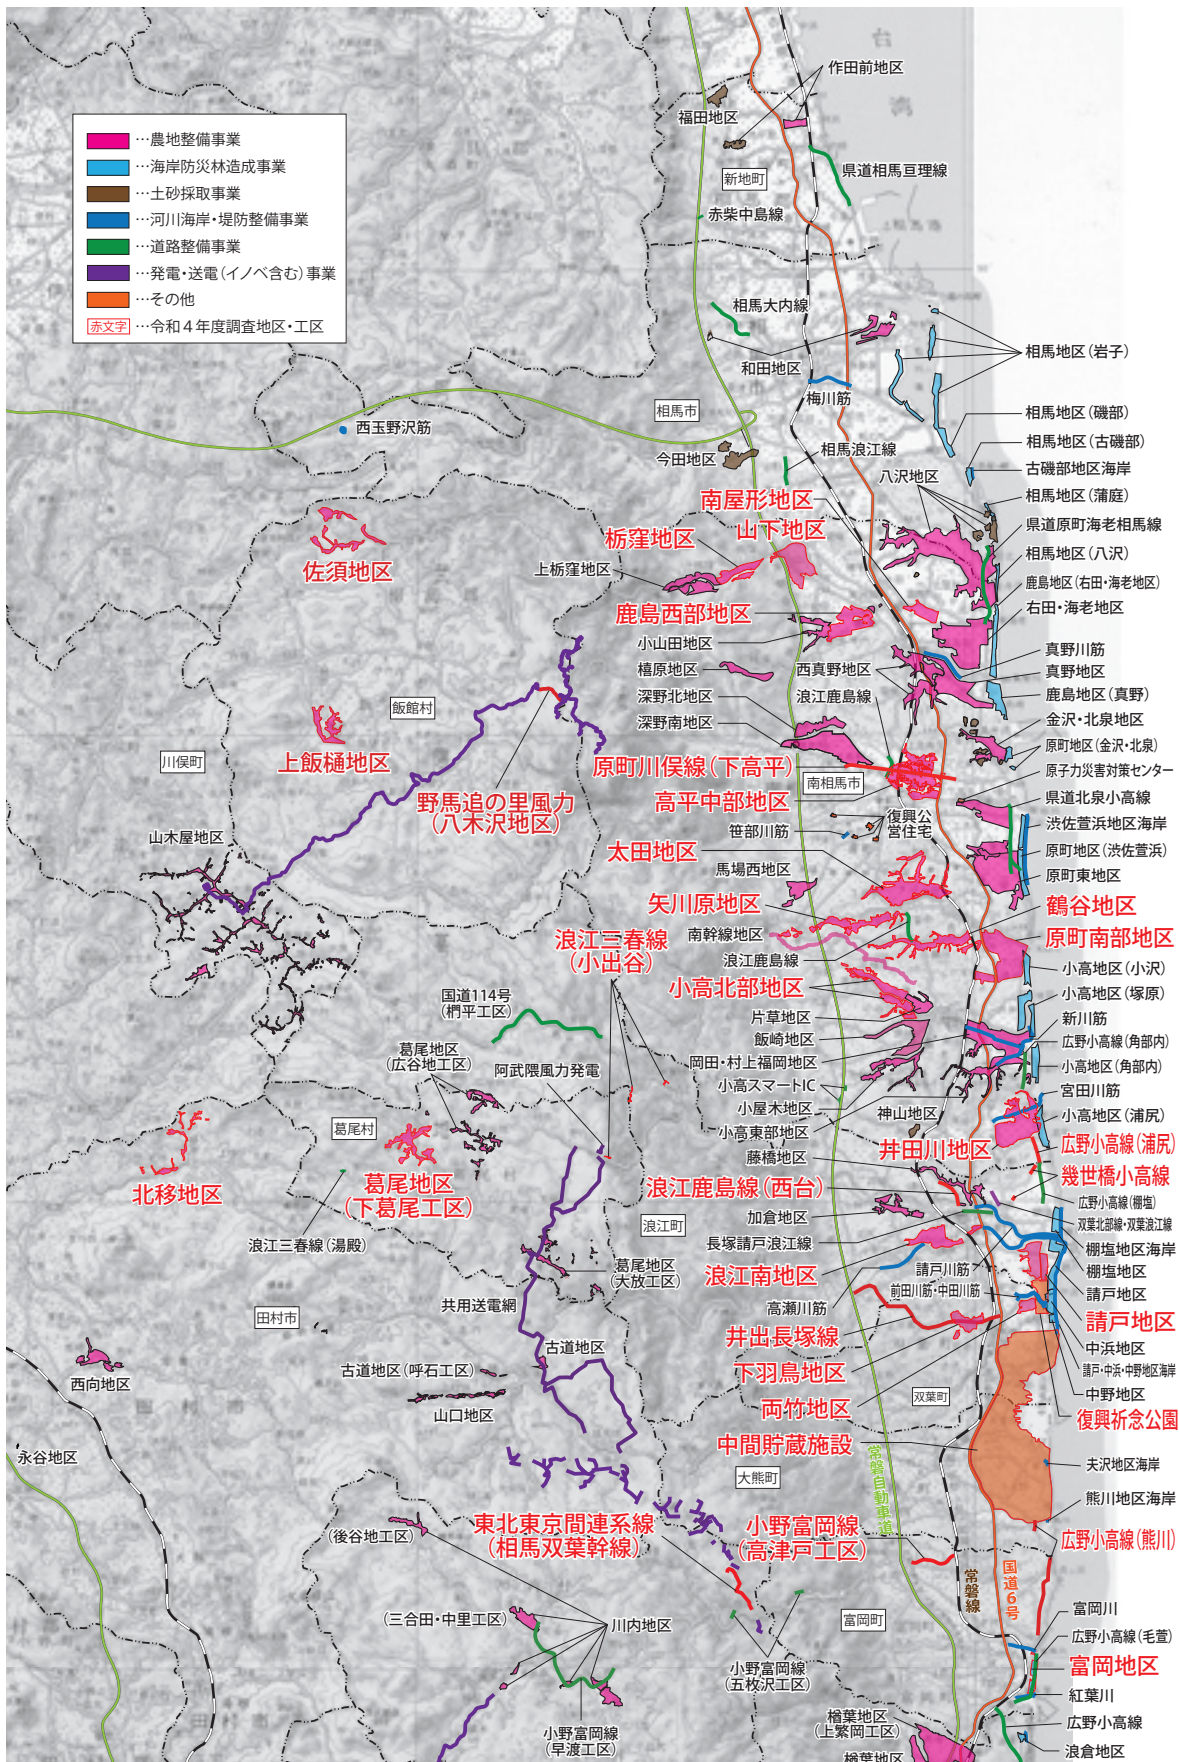 …農地整備事業
…海岸防災林造成事業
…土砂採取事業
…河川海岸・堤防整備事業
…道路整備事業
…発電・送電(イノベ含む)事業
…その他
赤文字 …令和４年度調査地区・工区
作田前地区
福田地区
新地町
県道相馬亘理線
赤柴中島線
相馬大内線
和田地区
梅川筋
相馬市
西玉野沢筋
今田地区
相馬浪江線
八沢地区
相馬地区(岩子)
相馬地区(磯部)
相馬地区(古磯部)
古磯部地区海岸
相馬地区(蒲庭)
県道原町海老相馬線
相馬地区(八沢)
鹿島地区(右田・海老地区)
右田・海老地区
真野川筋
真野地区
鹿島地区(真野)
金沢・北泉地区
原町地区(金沢・北泉)
原子力災害対策センター
県道北泉小高線
渋佐萱浜地区海岸
原町地区(渋佐萱浜)
原町東地区
鶴谷地区
原町南部地区
小高地区(小沢)
小高地区(塚原)
新川筋
広野小高線(角部内)
小高地区(角部内)
宮田川筋
小高地区(浦尻)
広野小高線(浦尻)
幾世橋小高線
広野小高線(棚塩)
双葉北部線・双葉浪江線
棚塩地区海岸
棚塩地区
請戸地区
請戸地区
中浜地区
請戸・中浜・中野地区海岸
中野地区
復興祈念公園
夫沢地区海岸
熊川地区海岸
広野小高線(熊川)
富岡川
広野小高線(毛萱)
富岡地区
紅葉川
広野小高線
浪倉地区
南屋形地区
山下地区
栃窪地区
上栃窪地区
佐須地区
鹿島西部地区
小山田地区
橲原地区
西真野地区
深野北地区
浪江鹿島線
深野南地区
飯館村
川俣町
上飯樋地区
原町川俣線(下高平)
南相馬市
高平中部地区
野馬追の里風力
(八木沢地区)
復興公
営住宅
笹部川筋
山木屋地区
太田地区
馬場西地区
矢川原地区
南幹線地区
浪江鹿島線
浪江三春線
(小出谷)
小高北部地区
国道114号
(椚平工区)
片草地区
飯崎地区
葛尾地区
(広谷地工区)
岡田・村上福岡地区
阿武隈風力発電
小高スマートIC
小屋木地区
神山地区
小高東部地区
葛尾村
井田川地区
藤橋地区
北移地区
葛尾地区
(下葛尾工区)
浪江鹿島線(西台)
加倉地区
浪江町
長塚請戸浪江線
浪江三春線(湯殿)
葛尾地区
(大放工区)
浪江南地区
請戸川筋
前田川筋・中田川筋
高瀬川筋
共用送電網
田村市
井出長塚線
古道地区
下羽鳥地区
古道地区(呼石工区)
西向地区
双葉町
両竹地区
山口地区
中間貯蔵施設
永谷地区
大熊町
常磐自動車道
東北東京間連系線
(相馬双葉幹線)
小野富岡線
(高津戸工区)
(後谷地工区)
常磐線
国道6号
(三合田・中里工区)
川内地区
富岡町
小野富岡線
(五枚沢工区)
小野富岡線
(早渡工区)
楢葉地区
(上繁岡工区)
楢葉地区